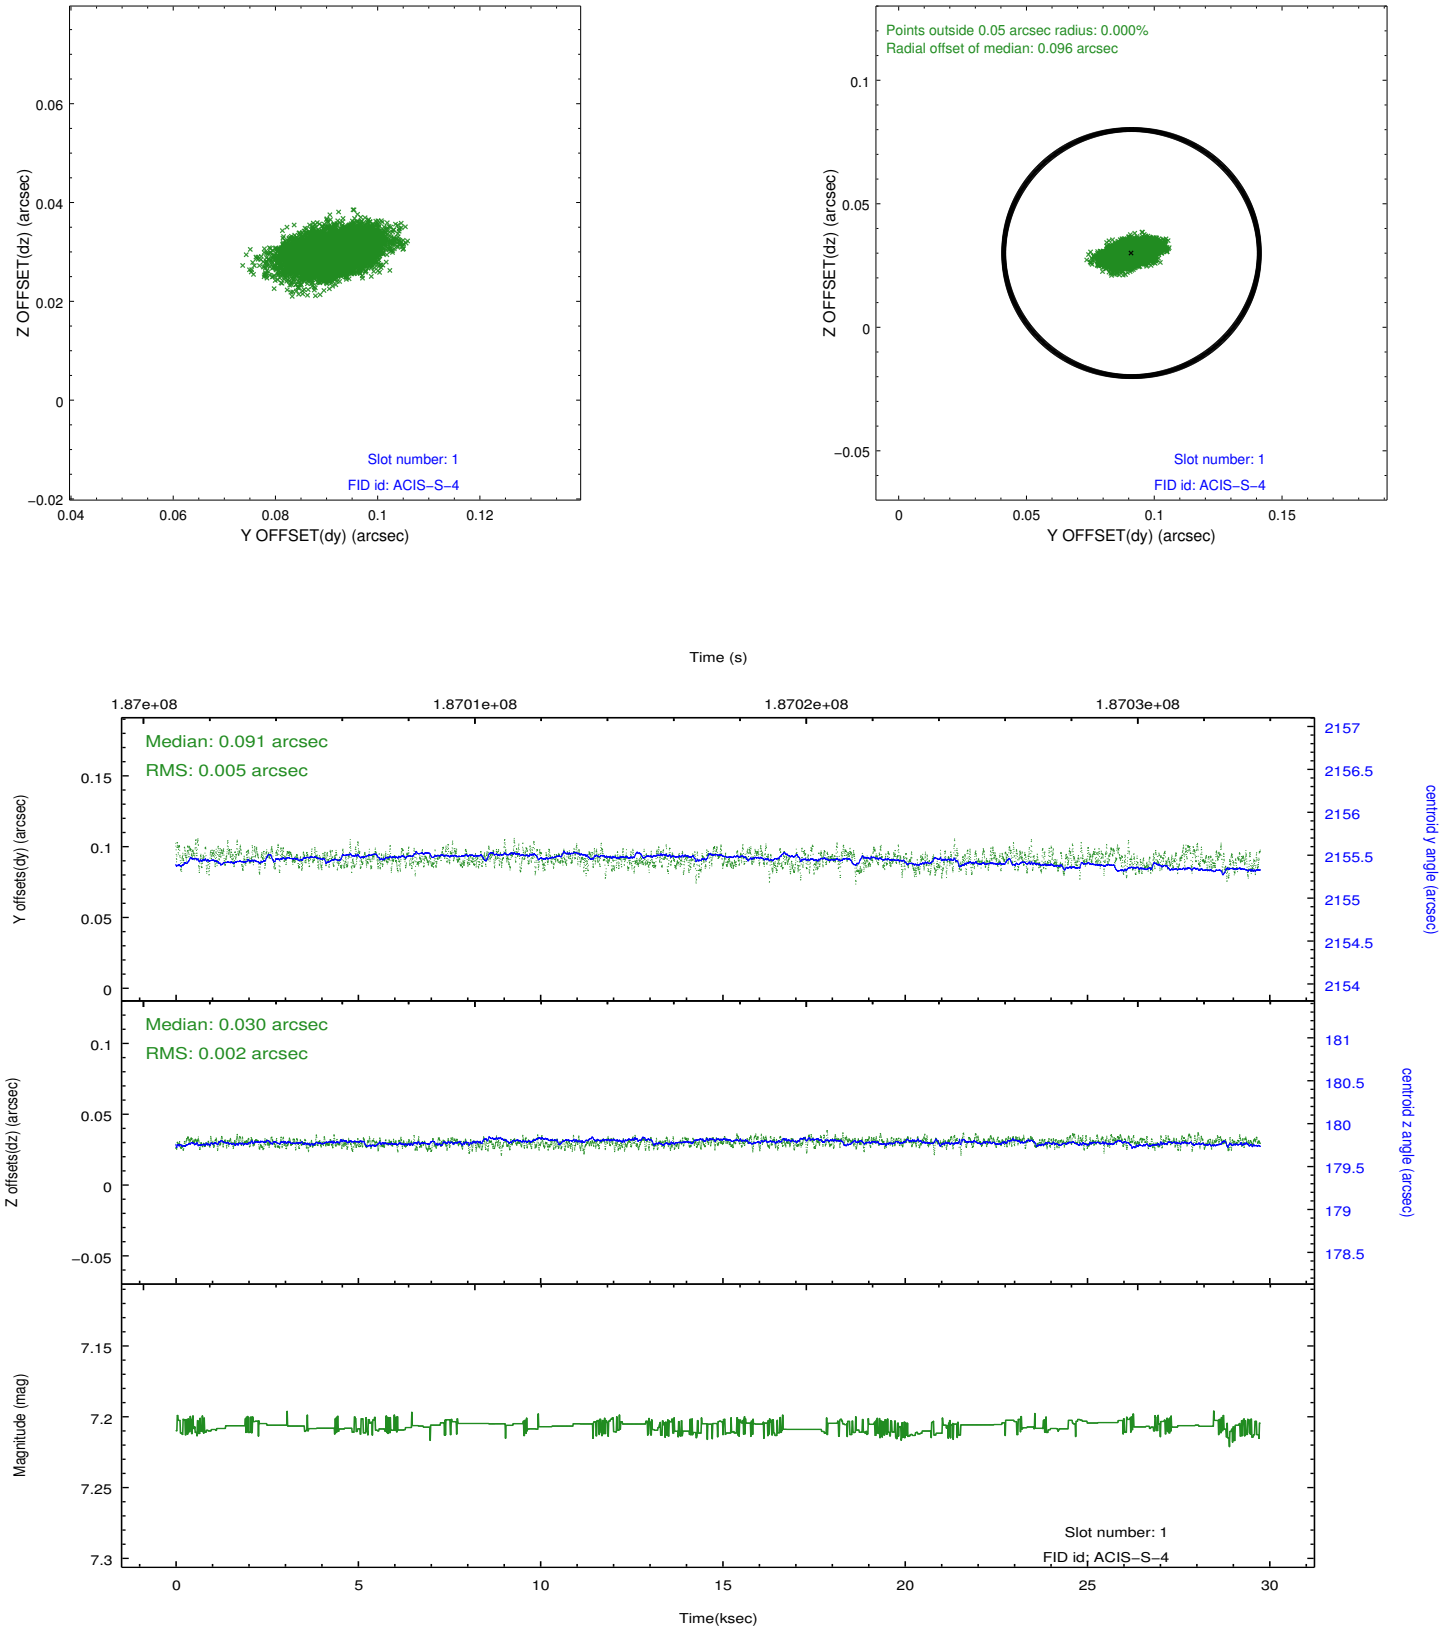 0.06
0.04
0.02
0
−0.02
Z OFFSET(dz) (arcsec)
0.04 0.06 0.08 0.1 0.12
Y OFFSET(dy) (arcsec)
Slot number: 1
FID id: ACIS−S−4
Points outside 0.05 arcsec radius: 0.000%
Radial offset of median: 0.096 arcsec
0.1
0.05
0
−0.05
Z OFFSET(dz) (arcsec)
0 0.05 0.1 0.15
Y OFFSET(dy) (arcsec)
Slot number: 1
FID id: ACIS−S−4
Time (s)
1.87e+08 1.8701e+08 1.8702e+08 1.8703e+08
Median: 0.091 arcsec
RMS: 0.005 arcsec
0.15
0.1
0.05
0
Y offsets(dy) (arcsec)
2157
2156.5
2156
2155.5
2155
2154.5
2154
centroid y angle (arcsec)
Median: 0.030 arcsec
RMS: 0.002 arcsec
0.1
0.05
0
−0.05
Z offsets(dz) (arcsec)
181
180.5
180
179.5
179
178.5
centroid z angle (arcsec)
7.15
7.2
7.25
7.3
Magnitude (mag)
Slot number: 1
FID id: ACIS−S−4
0 5 10 15 20 25 30
Time(ksec)